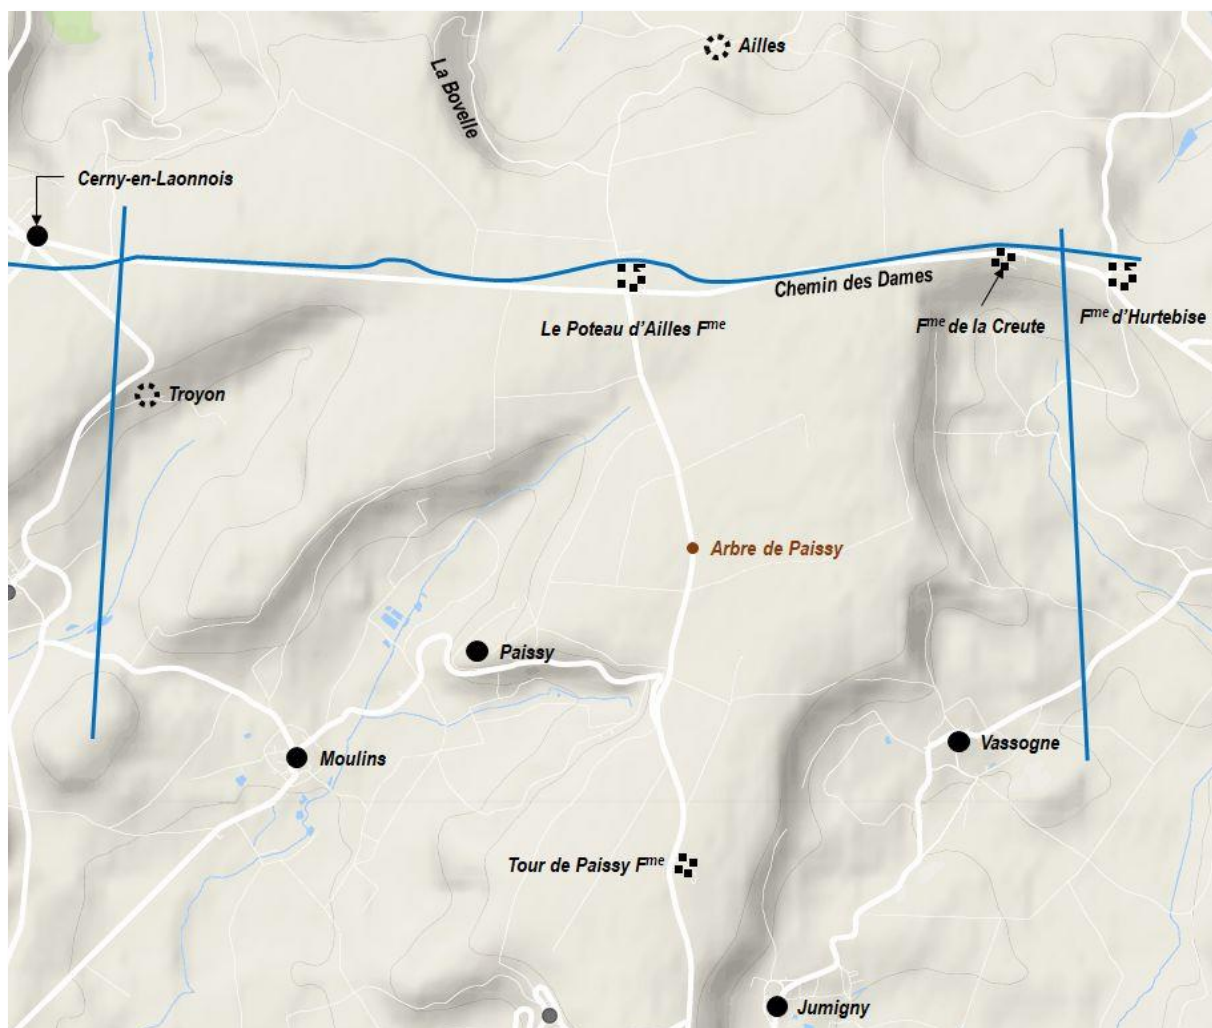 Ailles
La Bovelle
Cerny-en-Laonnois
Chemin des Dames
Le Poteau d'Ailles Fme
Fme de la Creute
Fme d'Hurtebise
Troyon
Arbre de Paissy
Paissy
Moulins
Vassogne
Tour de Paissy Fme
Jumigny